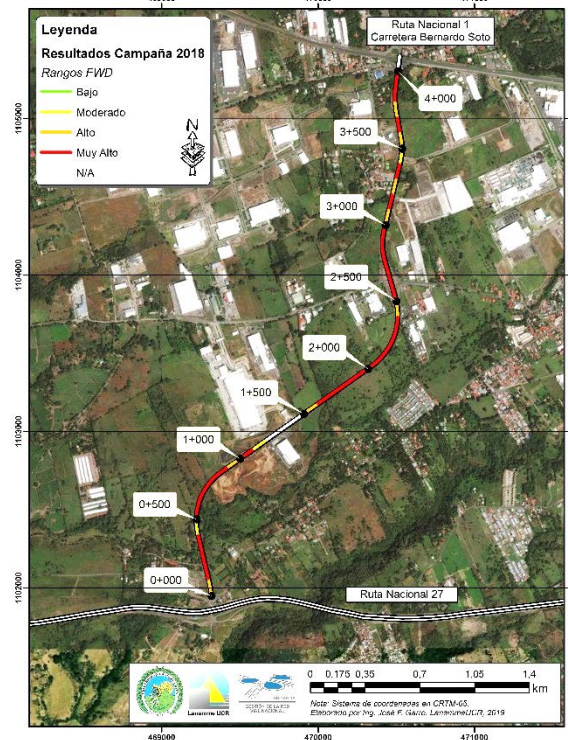 Leyenda
Resultados Campaña 2018
Rangos FWD
Bajo
Moderado
Alto
Muy Alto
N/A
N
Ruta Nacional 1
Carretera Bernardo Soto
4+000
3+500
3+000
2+500
2+000
1+500
1+000
0+500
0+000
Ruta Nacional 27
1105000
1104000
1103000
1102000
469000
470000
471000
LanammeUCR
0 0,175 0,35 0,7 1,05 1,4
km
Nota: Sistema de coordenadas en CRTM-05.
Elaborado por Ing. José F. Garro, LanammeUCR, 2019